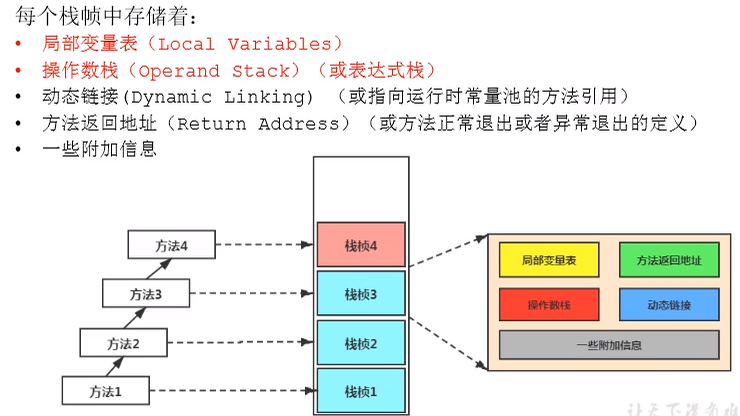 每个栈帧中存储着:
• 局部变量表(Local Variables)
• 操作数栈(Operand Stack)(或表达式栈)
• 动态链接(Dynamic Linking) (或指向运行时常量池的方法引用)
• 方法返回地址(Return Address)(或方法正常退出或者异常退出的定义)
• 一些附加信息
方法4
栈桢4
局部变量表
方法返回地址
方法3
栈桢3
操作数栈
动态链接
方法2
栈桢2
一些附加信息
方法1
栈桢1